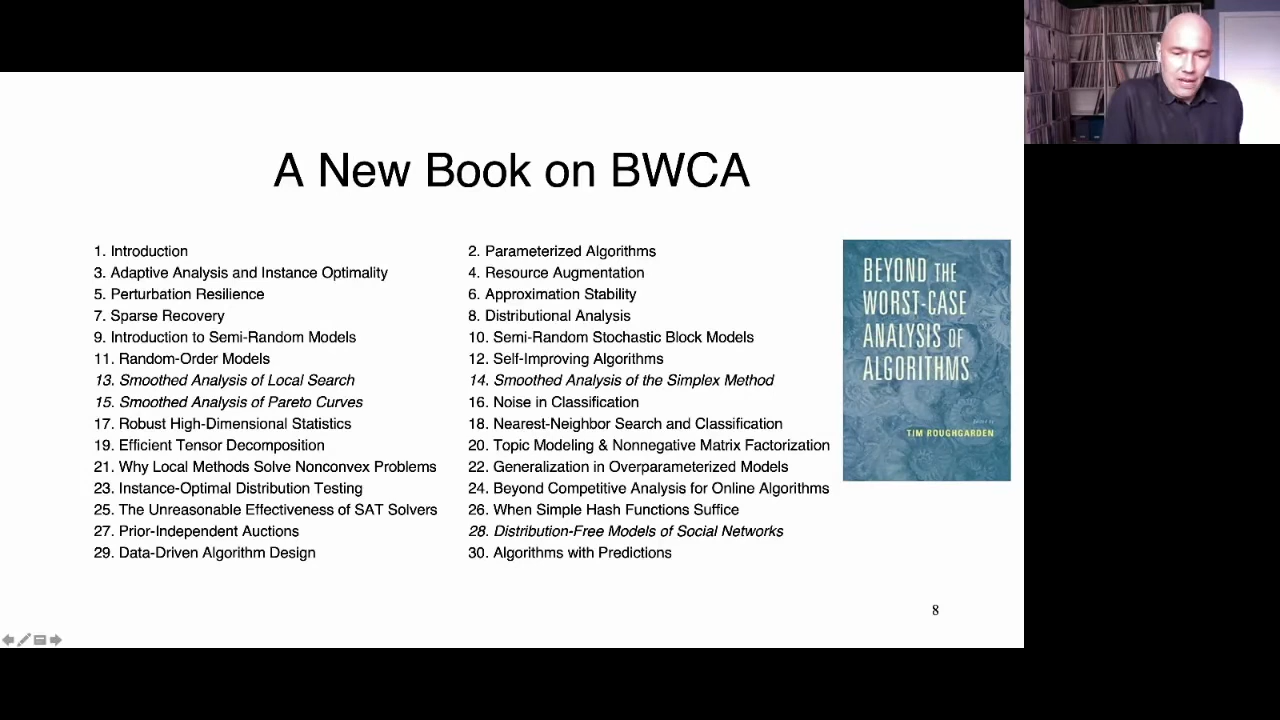 A New Book on BWCA
1. Introduction
2. Parameterized Algorithms
3. Adaptive Analysis and Instance Optimality
4. Resource Augmentation
5. Perturbation Resilience
6. Approximation Stability
7. Sparse Recovery
8. Distributional Analysis
9. Introduction to Semi-Random Models
10. Semi-Random Stochastic Block Models
11. Random-Order Models
12. Self-Improving Algorithms
13. Smoothed Analysis of Local Search
14. Smoothed Analysis of the Simplex Method
15. Smoothed Analysis of Pareto Curves
16. Noise in Classification
17. Robust High-Dimensional Statistics
18. Nearest-Neighbor Search and Classification
19. Efficient Tensor Decomposition
20. Topic Modeling & Nonnegative Matrix Factorization
21. Why Local Methods Solve Nonconvex Problems
22. Generalization in Overparameterized Models
23. Instance-Optimal Distribution Testing
24. Beyond Competitive Analysis for Online Algorithms
25. The Unreasonable Effectiveness of SAT Solvers
26. When Simple Hash Functions Suffice
27. Prior-Independent Auctions
28. Distribution-Free Models of Social Networks
29. Data-Driven Algorithm Design
30. Algorithms with Predictions
BEYOND THE
WORST-CASE
ANALYSIS OF
ALGORITHMS
Edited by
TIM ROUGHGARDEN
8